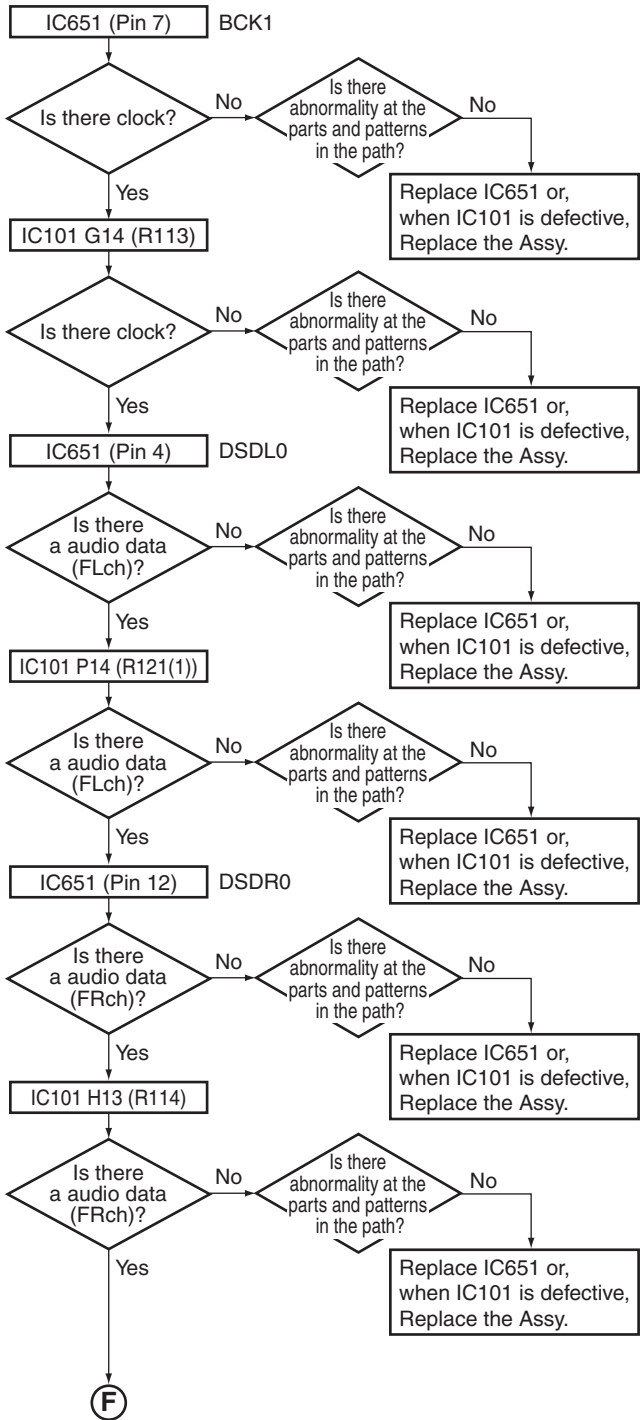 IC651 (Pin 7)
BCK1
Is there clock?
No
Is there
abnormality at the
parts and patterns
in the path?
No
Replace IC651 or,
when IC101 is defective,
Replace the Assy.
Yes
IC101 G14 (R113)
Is there clock?
No
Is there
abnormality at the
parts and patterns
in the path?
No
Replace IC651 or,
when IC101 is defective,
Replace the Assy.
Yes
IC651 (Pin 4)
DSDL0
Is there
a audio data
(FLch)?
No
Is there
abnormality at the
parts and patterns
in the path?
No
Replace IC651 or,
when IC101 is defective,
Replace the Assy.
Yes
IC101 P14 (R121(1))
Is there
a audio data
(FLch)?
No
Is there
abnormality at the
parts and patterns
in the path?
No
Replace IC651 or,
when IC101 is defective,
Replace the Assy.
Yes
IC651 (Pin 12)
DSDR0
Is there
a audio data
(FRch)?
No
Is there
abnormality at the
parts and patterns
in the path?
No
Replace IC651 or,
when IC101 is defective,
Replace the Assy.
Yes
IC101 H13 (R114)
Is there
a audio data
(FRch)?
No
Is there
abnormality at the
parts and patterns
in the path?
No
Replace IC651 or,
when IC101 is defective,
Replace the Assy.
Yes
F